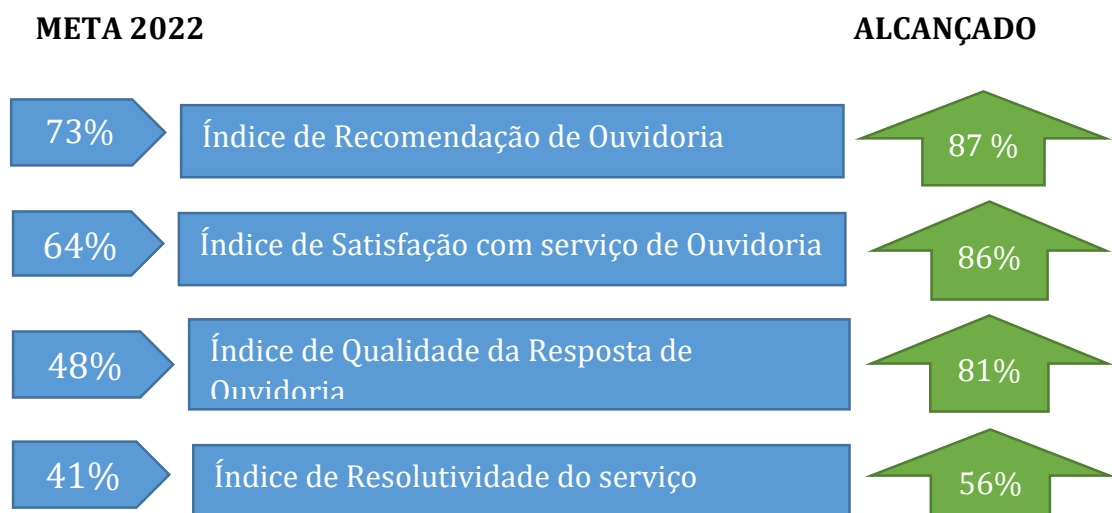 META 2022 ALCANÇADO
73% Índice de Recomendação de Ouvidoria 87 %
64% Índice de Satisfação com serviço de Ouvidoria 86%
48% Índice de Qualidade da Resposta de
Ouvidoria 81%
41% Índice de Resolutividade do serviço 56%